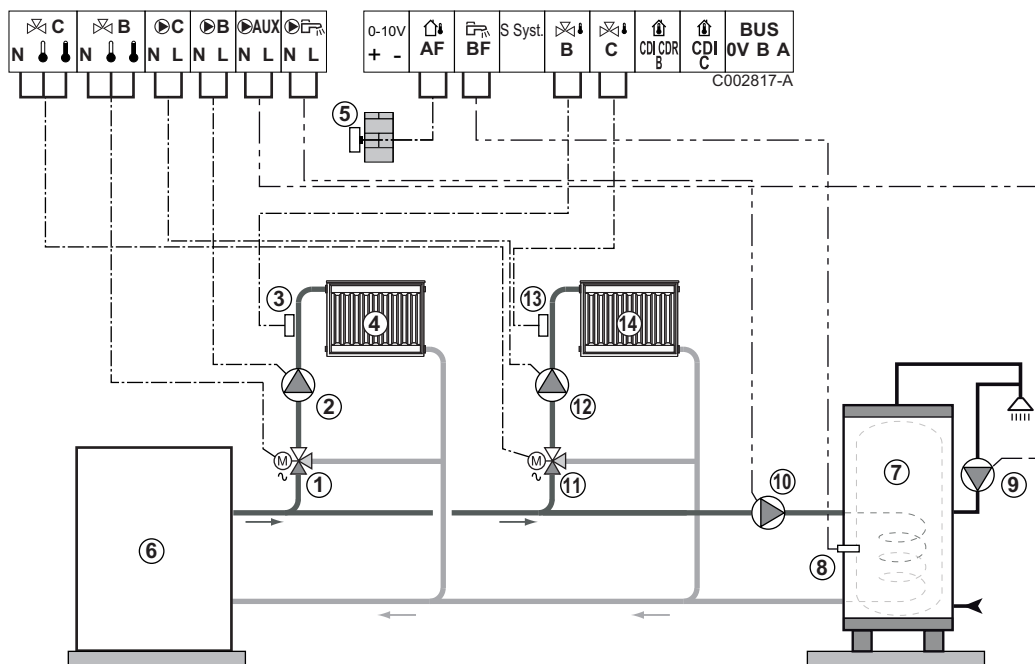 C B C B AUX
N N N L N L N L N L
0-10V
+ -
AF
BF
S Syst.
B
C
CDI CDR
B
CDI
C
BUS
0V B A
C002817-A
5
3
4
13
14
2
12
M
~
1
M
~
11
10
7
9
6
8